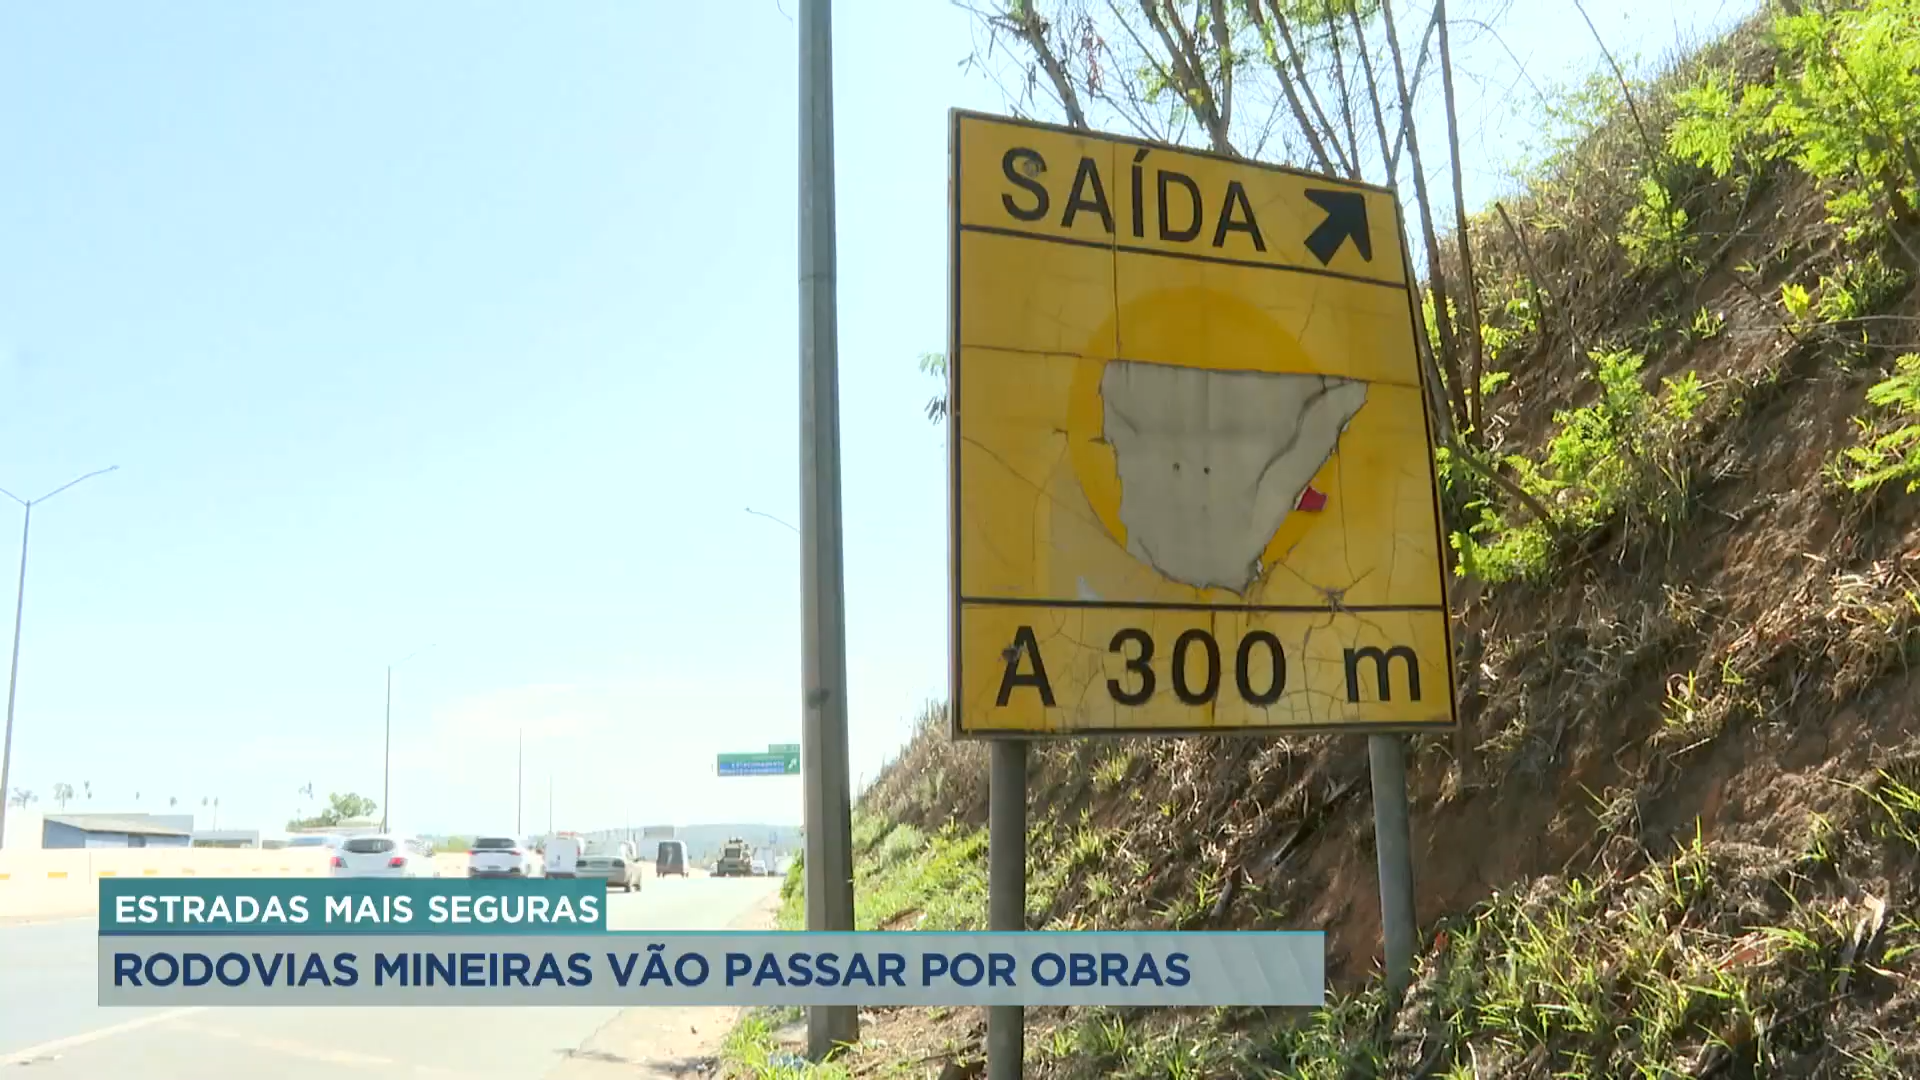 SAÍDA
A 300 m
ESTRADAS MAIS SEGURAS
RODOVIAS MINEIRAS VÃO PASSAR POR OBRAS